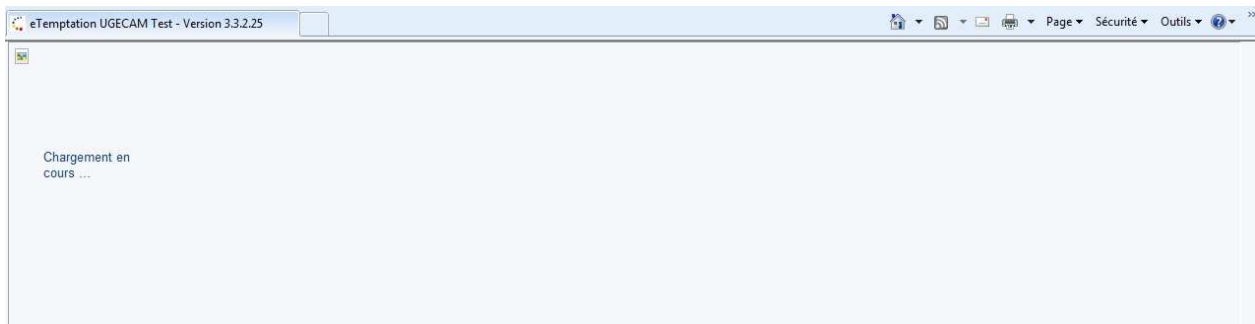 eTemptation UGECAM Test - Version 3.3.2.25
Page Sécurité Outils
Chargement en
cours ...